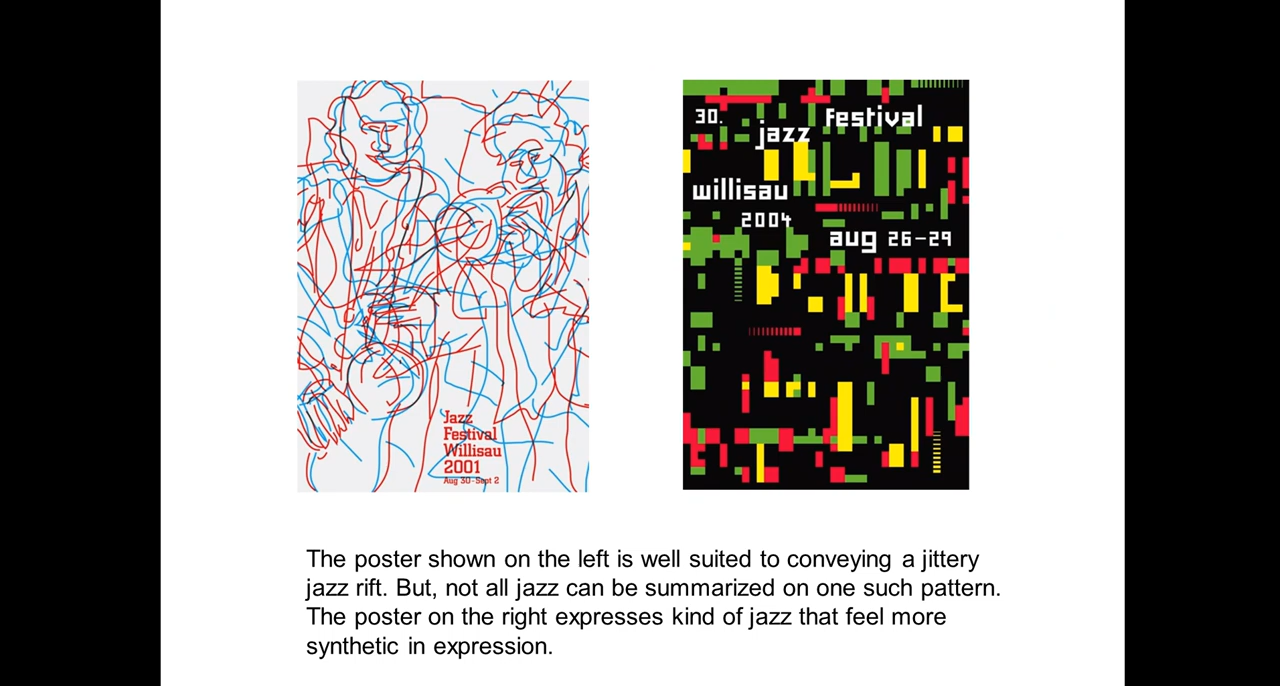 Jazz
Festival
Willisau
2001
Aug 30-Sept 2
30.
jazz
festival
willisau
2004
aug 26-29
The poster shown on the left is well suited to conveying a jittery
jazz rift. But, not all jazz can be summarized on one such pattern.
The poster on the right expresses kind of jazz that feel more
synthetic in expression.